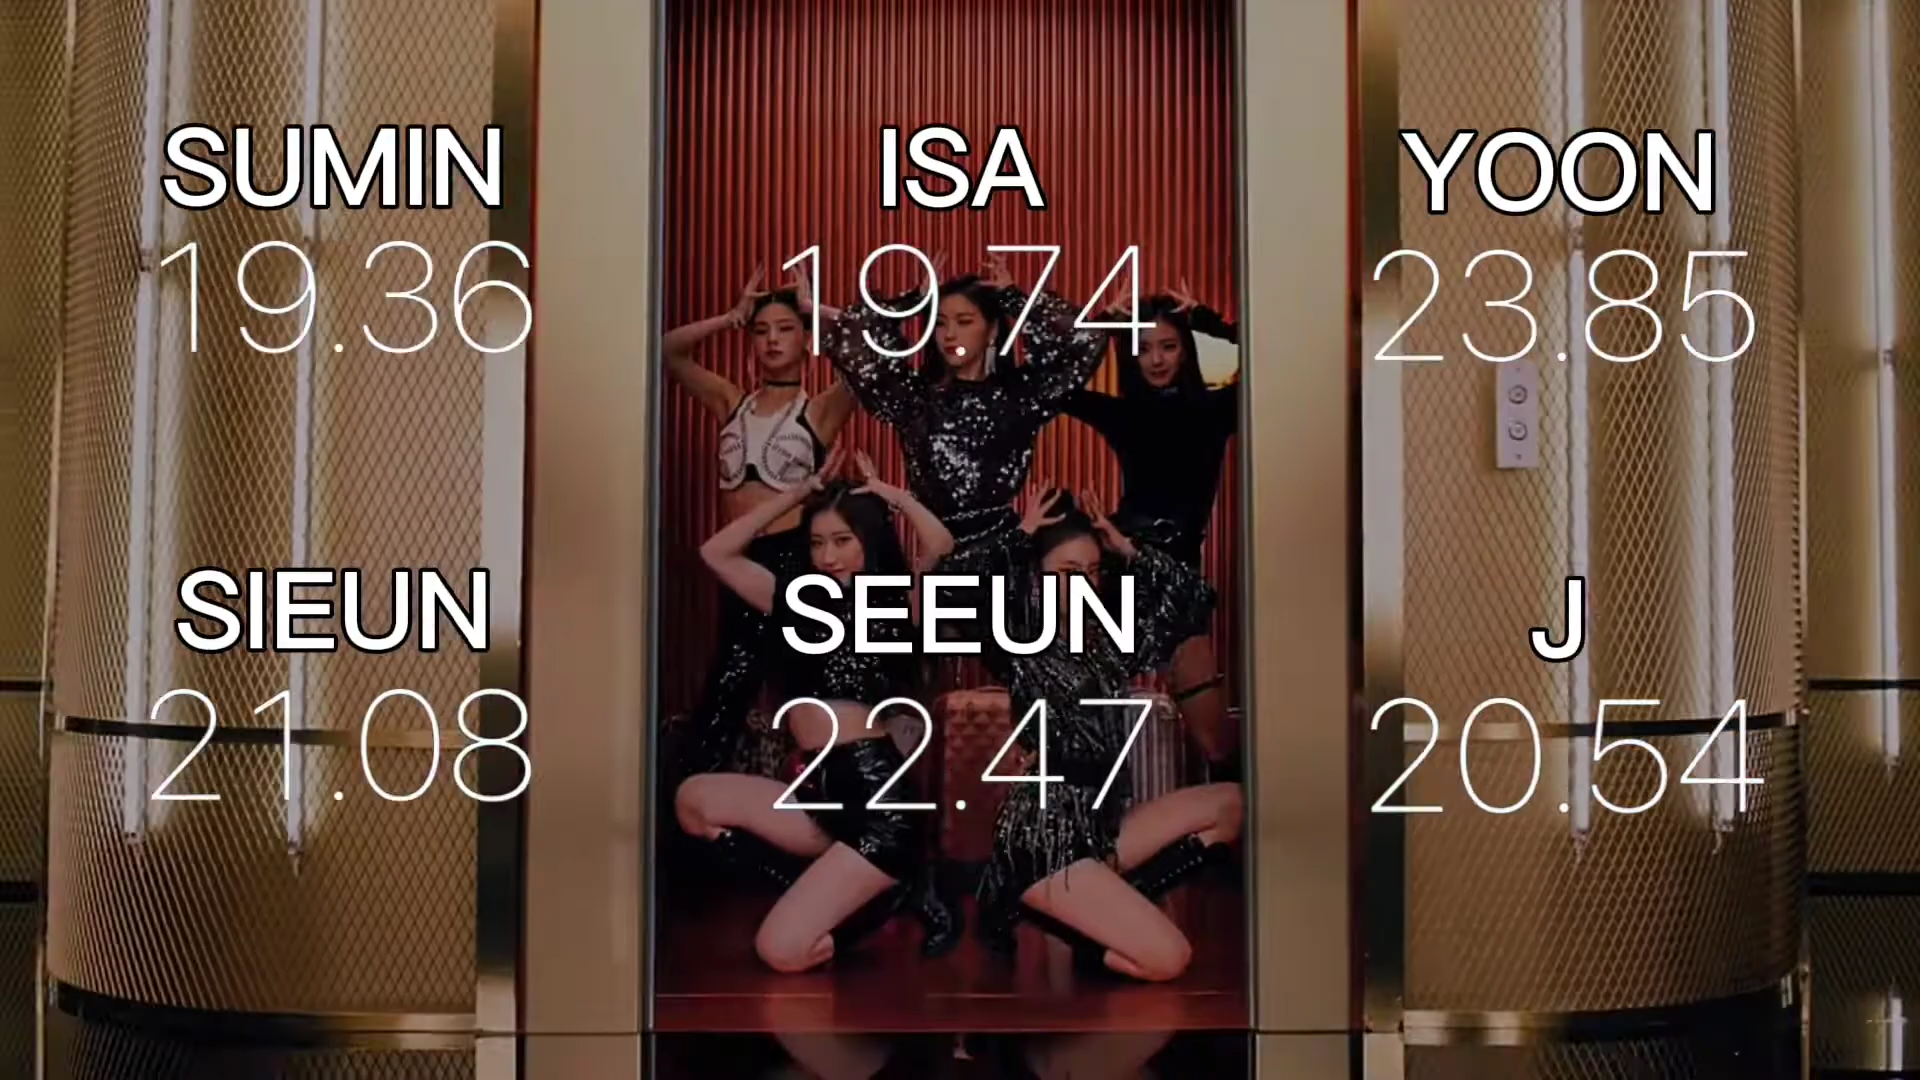 SUMIN ISA YOON
19.36 19.74 23.85
SIEUN SEEUN J
21.08 22.47 20.54